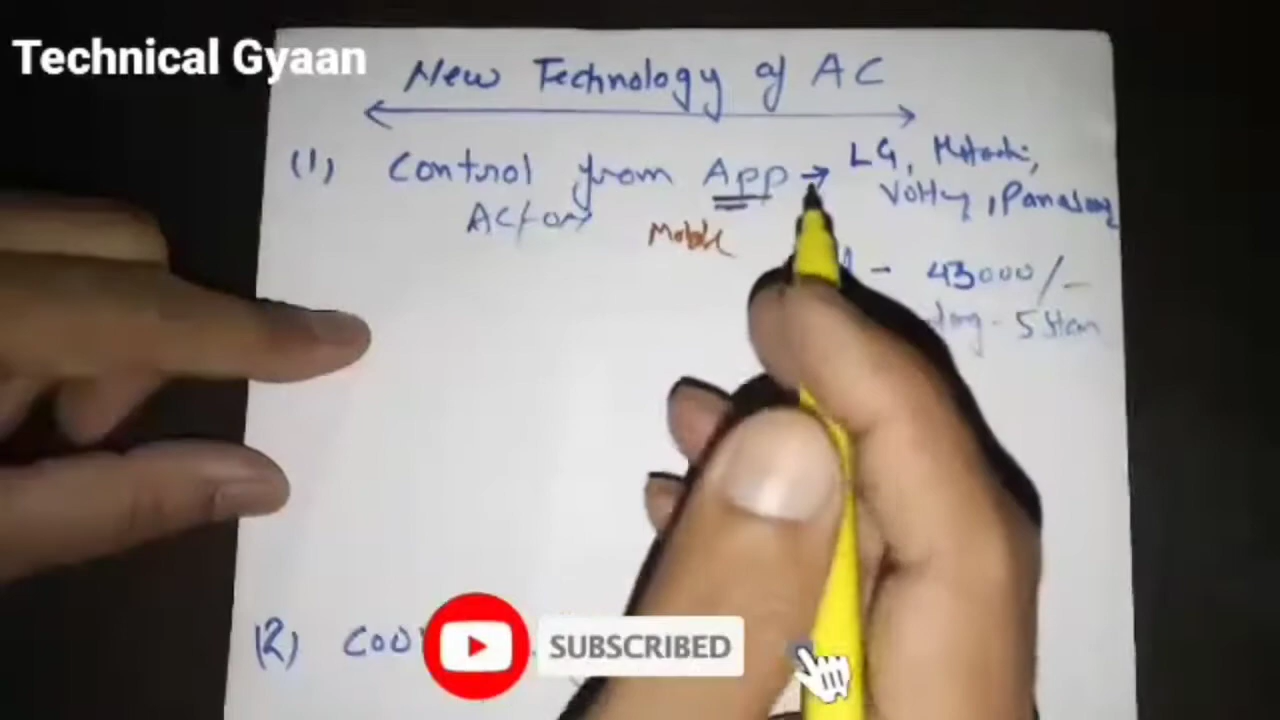 Technical Gyaan
New Technology of AC
(1) Control from App → LG, Hitachi,
Voltas, Panasonic
AC/on
Mobile
- 43000/-
- 5 Star
(2) COO
SUBSCRIBED